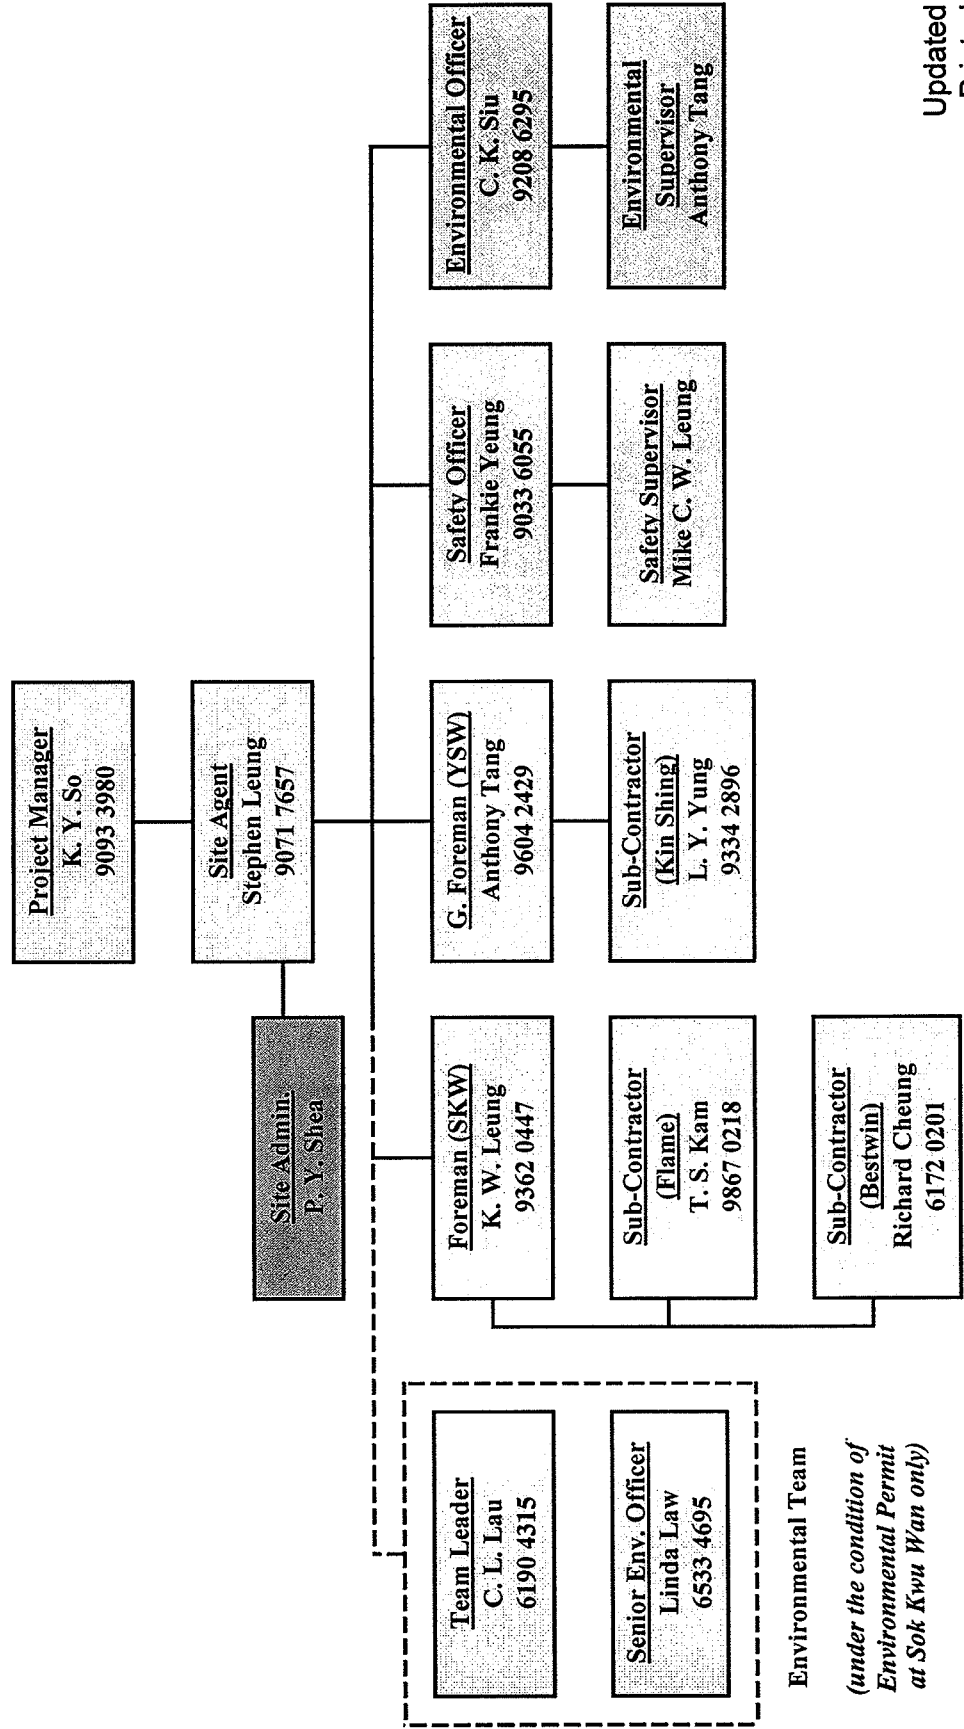 Project Manager
K. Y. So
9093 3980
Site Agent
Stephen Leung
9071 7657
Site Admin.
P. Y. Shea
Team Leader
C. L. Lau
6190 4315
Senior Env. Officer
Linda Law
6533 4695
Environmental Team
(under the condition of
Environmental Permit
at Sok Kwu Wan only)
Foreman (SKW)
K. W. Leung
9362 0447
Sub-Contractor
(Flame)
T. S. Kam
9867 0218
Sub-Contractor
(Bestwin)
Richard Cheung
6172 0201
G. Foreman (YSW)
Anthony Tang
9604 2429
Sub-Contractor
(Kin Shing)
L. Y. Yung
9334 2896
Safety Officer
Frankie Yeung
9033 6055
Safety Supervisor
Mike C. W. Leung
Environmental Officer
C. K. Siu
9208 6295
Environmental
Supervisor
Anthony Tang
Updated